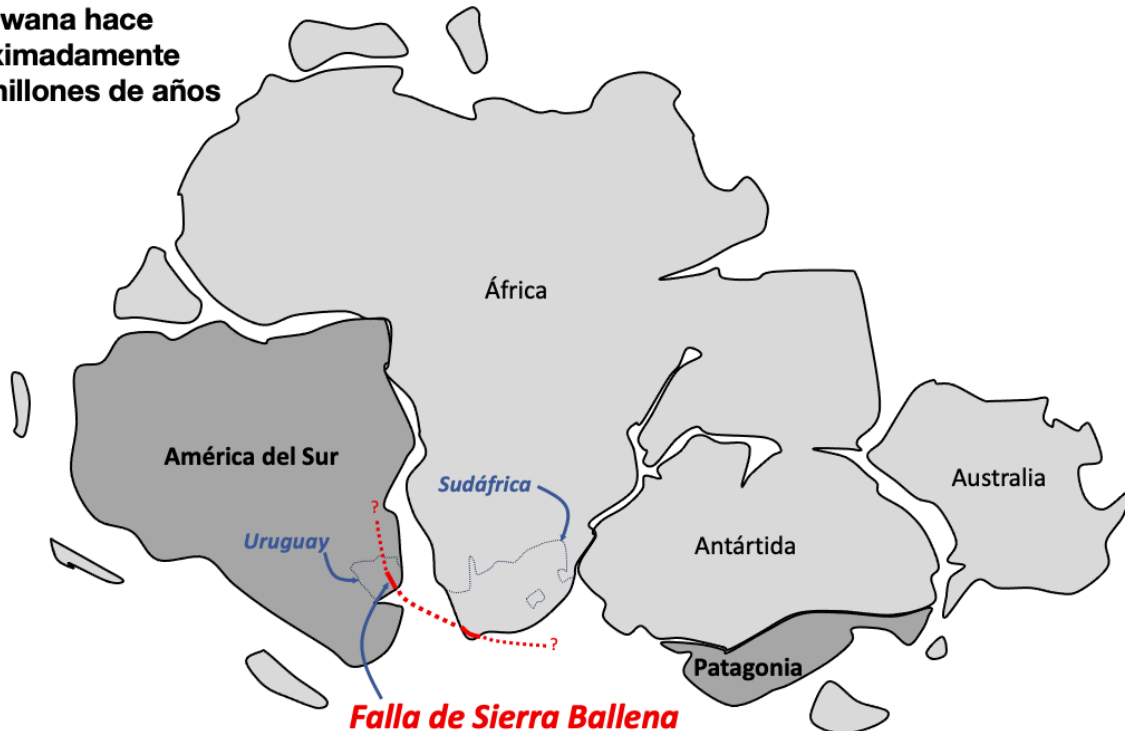 wana hace
ximadamente
millones de años
África
América del Sur
Sudáfrica
Australia
?
Uruguay
Antártida
?
Patagonia
Falla de Sierra Ballena